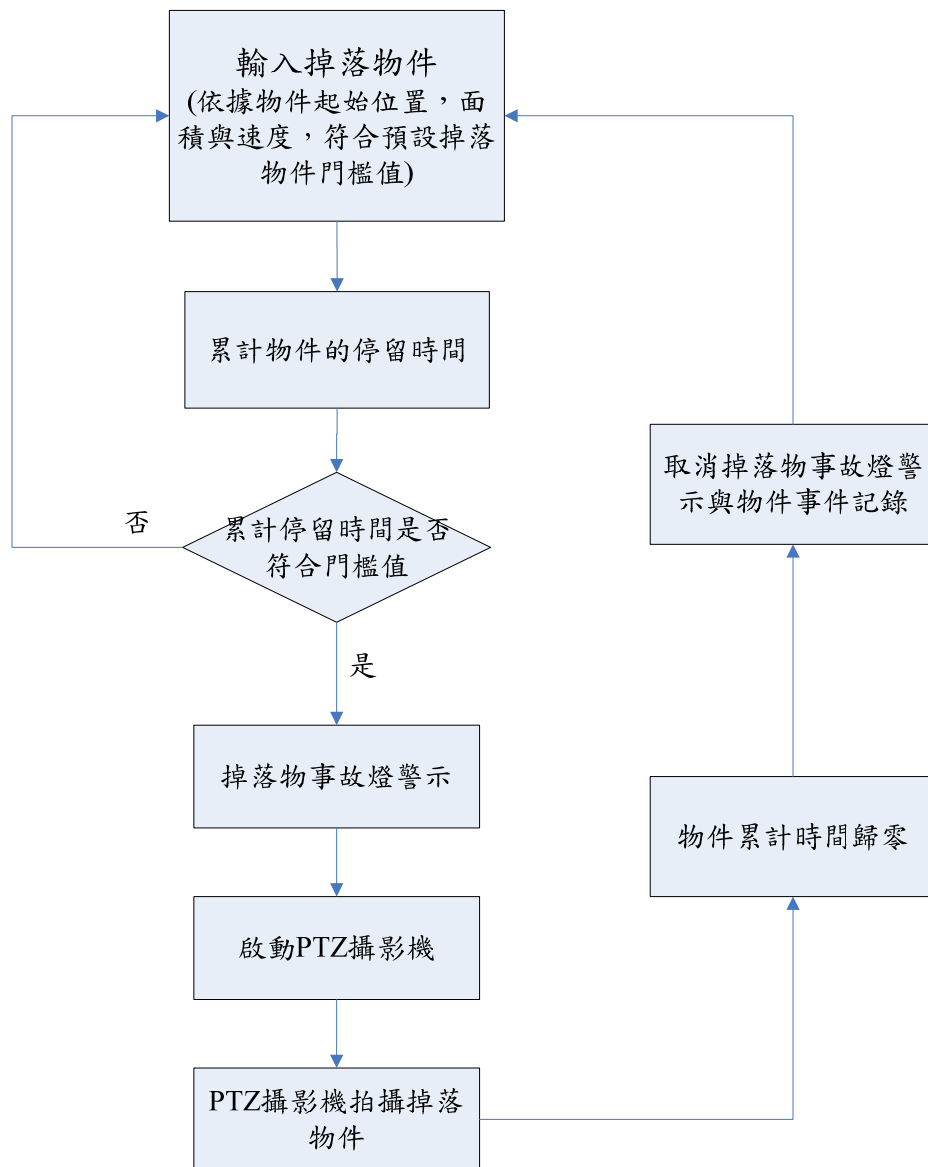 輸入掉落物件
(依據物件起始位置，面
積與速度，符合預設掉落
物件門檻值)
累計物件的停留時間
累計停留時間是否
符合門檻值
否
是
掉落物事故燈警示
啟動PTZ攝影機
PTZ攝影機拍攝掉落
物件
物件累計時間歸零
取消掉落物事故燈警
示與物件事件記錄